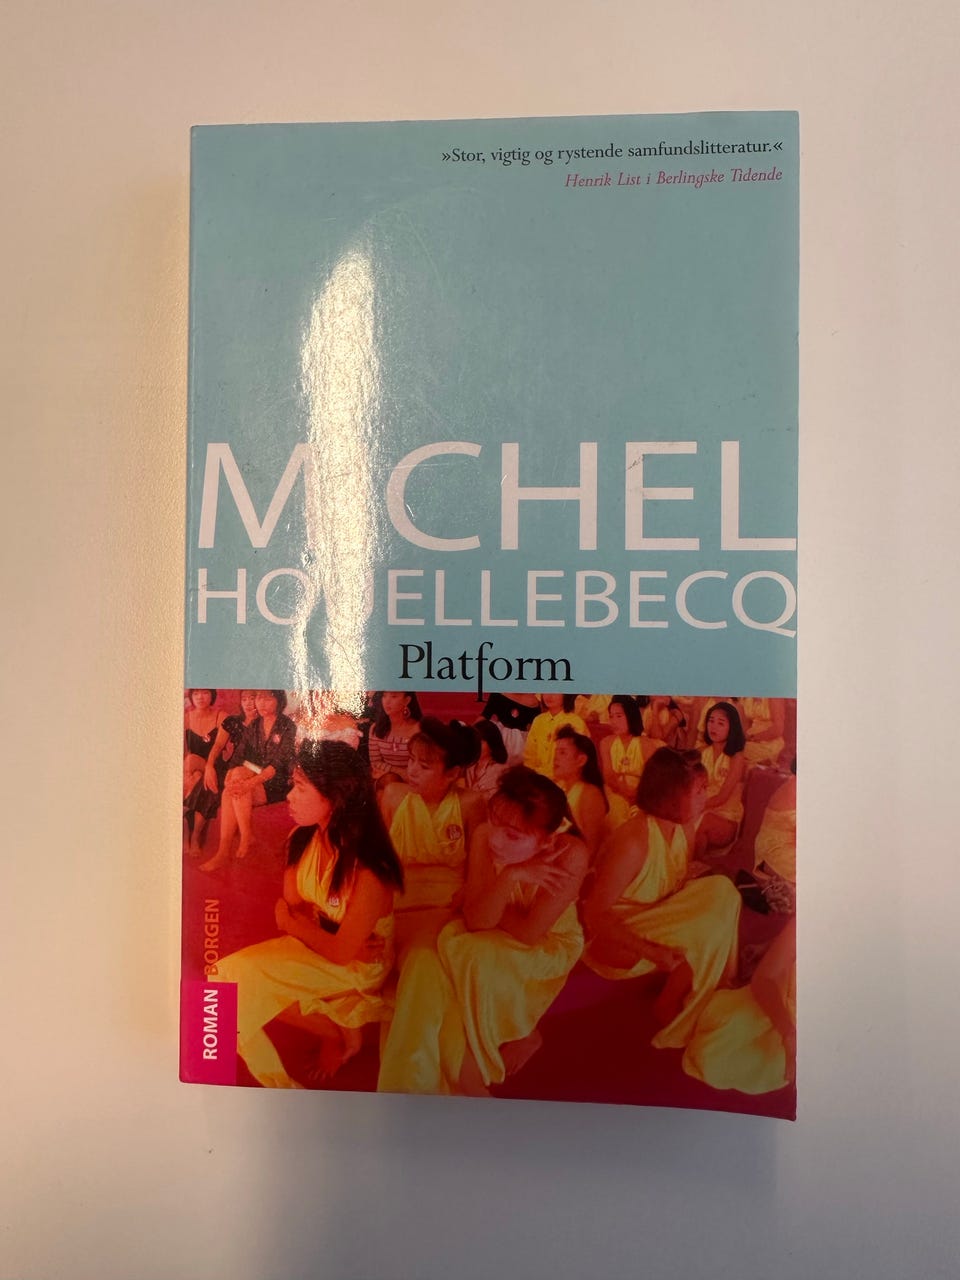 »Stor, vigtig og rystende samfundslitteratur.«
Henrik List i Berlingske Tidende
MICHEL
HOUELLEBECQ
Platform
ROMAN BORGEN